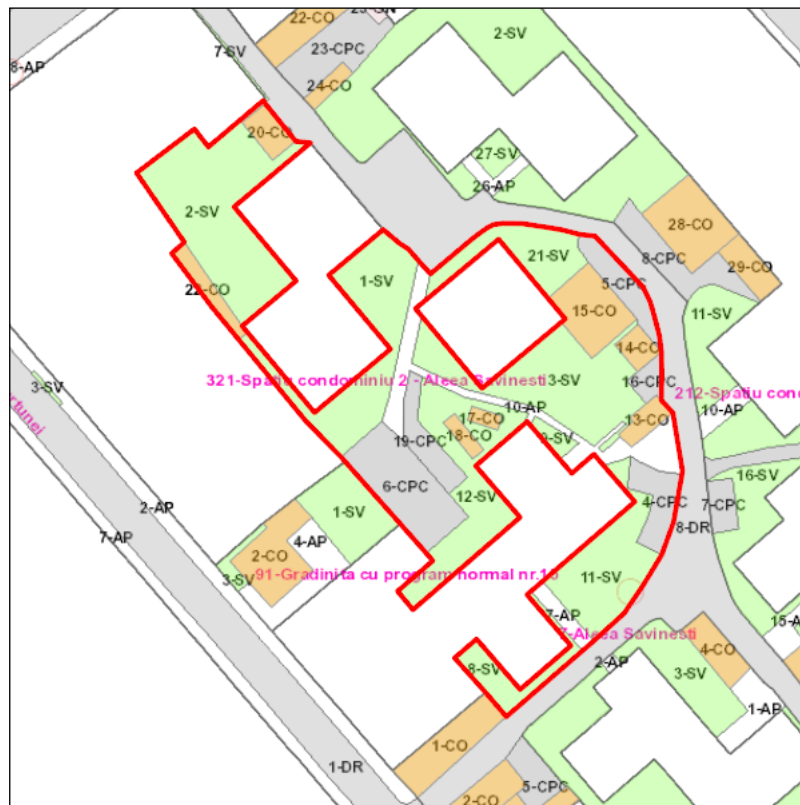 22-CO
23-CPC
2-SV
7-SV
8-AP
24-CO
20-CO
27-SV
26-AP
2-SV
28-CO
8-CPC
21-SV
29-CO
1-SV
5-CPC
22-CO
15-CO
11-SV
14-CO
3-SV
321-Spatiu condominiu 2 - Aleea Savinesti
3-SV
16-CPC
212-Spatiu con
10-AP
10-AP
17-CO
13-CO
18-CO
19-CPC
9-SV
16-SV
6-CPC
12-SV
4-CPC
7-CPC
2-AP
1-SV
8-DR
7-AP
4-AP
2-CO
3-SV
91-Gradinita cu program normal nr.
11-SV
7-AP
15-A
7-Aleea Savinesti
4-CO
2-AP
8-SV
3-SV
1-AP
1-CO
1-DR
5-CPC
2-CO